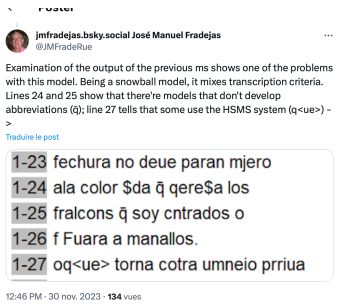 jmfradejas.bsky.social José Manuel Fradejas
@JMFradeRue
Examination of the output of the previous ms shows one of the problems
with this model. Being a snowball model, it mixes transcription criteria.
Lines 24 and 25 show that there're models that don't develop
abbreviations (q̄); line 27 tells that some use the HSMS system (q<ue>) –
>
Traduire le post
1-23 fechura no deue paran mjero
1-24 ala color $da q̄ qere$a los
1-25 fralcons q̄ soy cntrados o
1-26 f Fuara a manallos.
1-27 oq<ue> torna cotra umneio prriua
12:46 PM · 30 nov. 2023 · 134 vues